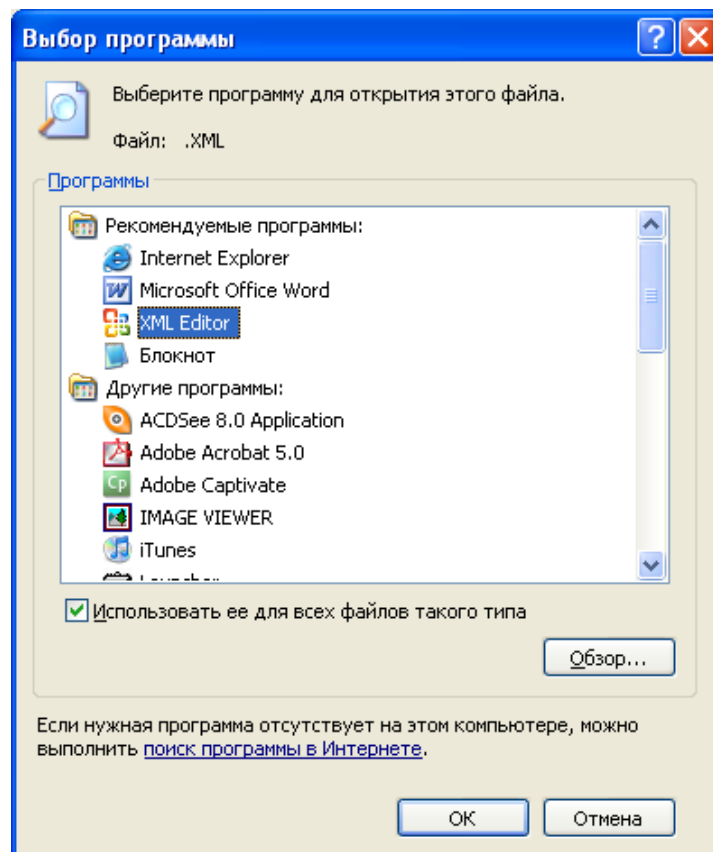 Выбор программы
Выберите программу для открытия этого файла.
Файл: .XML
Программы
Рекомендуемые программы:
Internet Explorer
Microsoft Office Word
XML Editor
Блокнот
Другие программы:
ACDSee 8.0 Application
Adobe Acrobat 5.0
Adobe Captivate
IMAGE VIEWER
iTunes
Использовать ее для всех файлов такого типа
Обзор...
Если нужная программа отсутствует на этом компьютере, можно
выполнить поиск программы в Интернете.
ОК Отмена